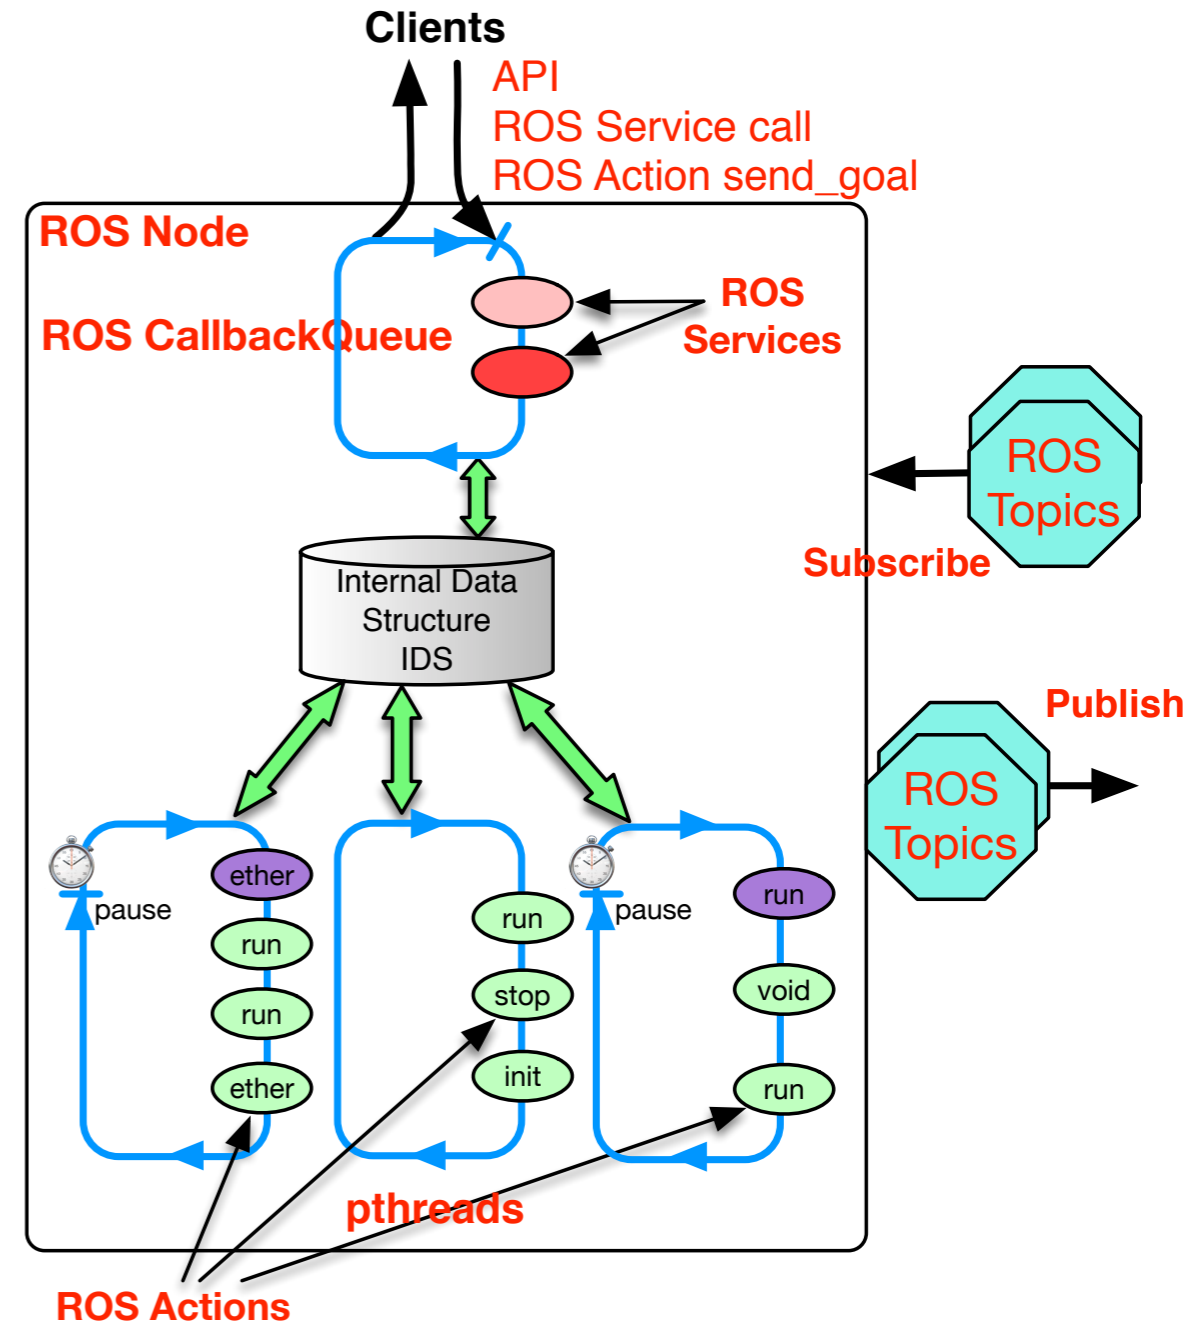 Clients
API
ROS Service call
ROS Action send_goal
ROS Node
ROS
Services
ROS CallbackQueue
ROS
Topics
Subscribe
Internal Data
Structure
IDS
Publish
ROS
Topics
pause
ether
run
run
ether
run
stop
init
pause
run
void
run
pthreads
ROS Actions